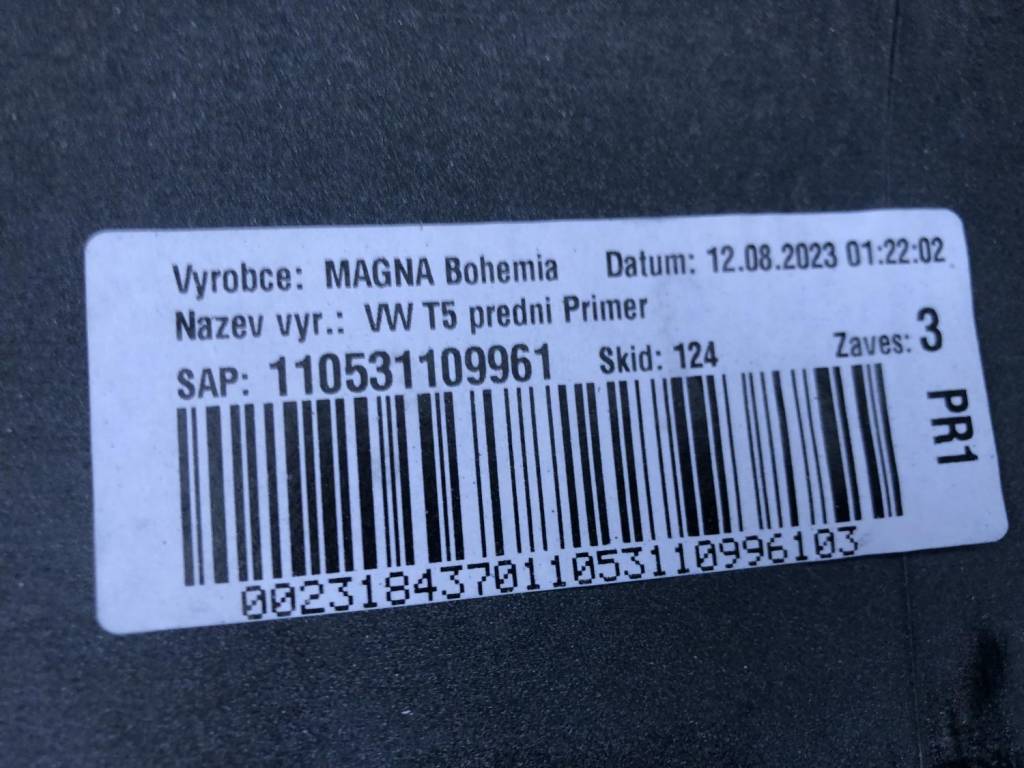 Vyrobce: MAGNA Bohemia Datum: 12.08.2023 01:22:02
Nazev vyr.: VW T5 predni Primer
SAP: 110531109961 Skid: 124 Zaves: 3
PR1
002318437011053110996103